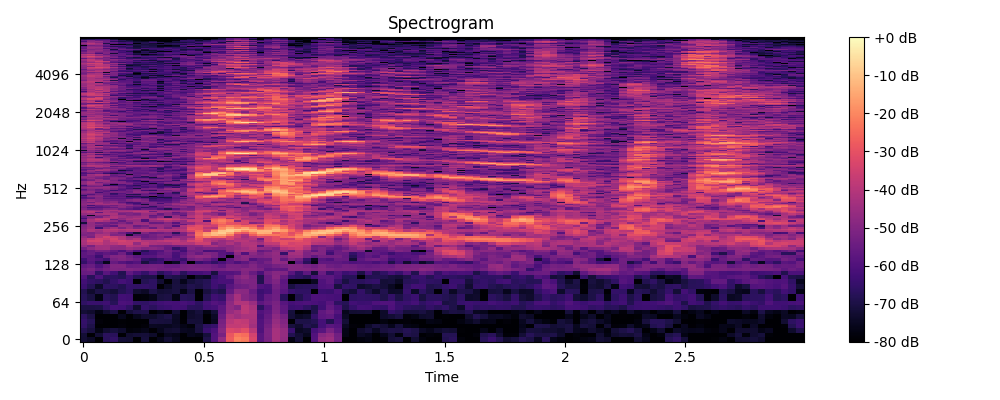 Spectrogram
+0 dB
4096
-10 dB
2048
-20 dB
1024
-30 dB
Hz
512
-40 dB
256
-50 dB
128
-60 dB
64
-70 dB
0
-80 dB
0 0.5 1 1.5 2 2.5
Time